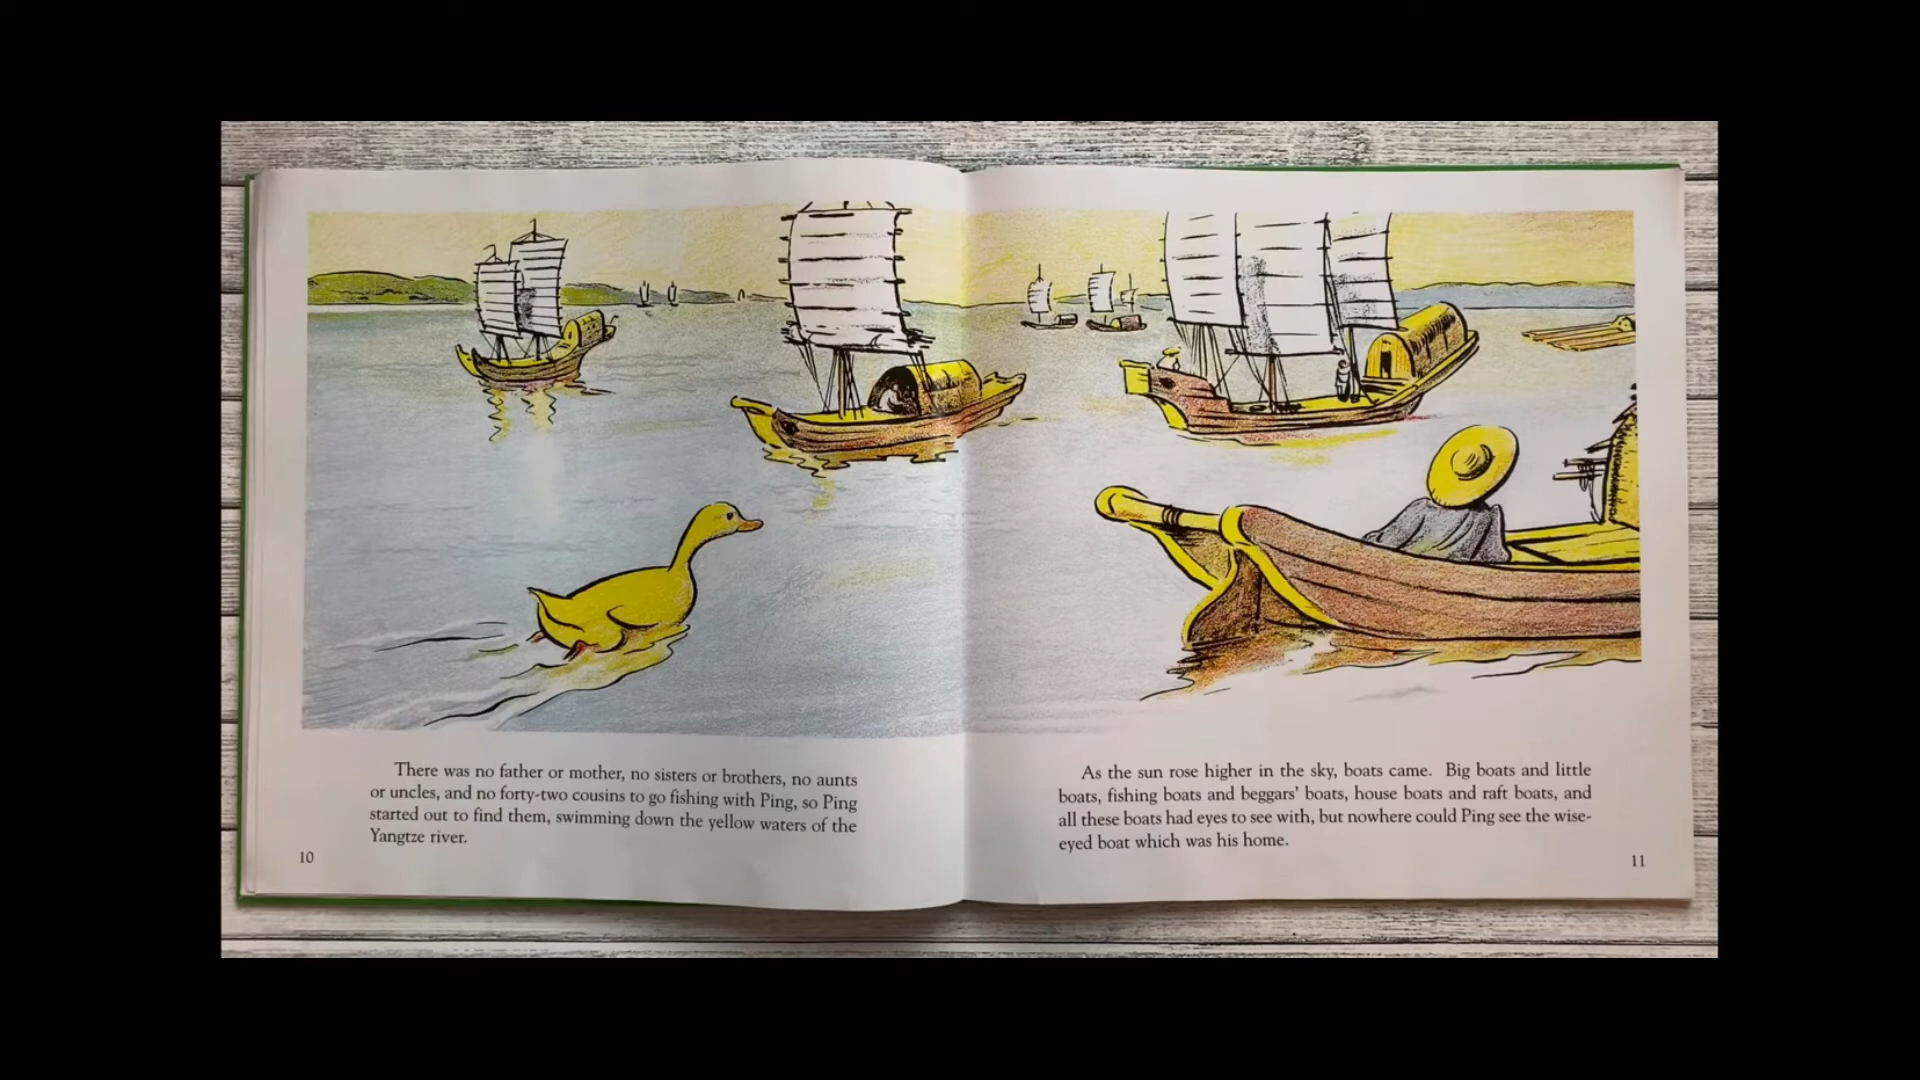 There was no father or mother, no sisters or brothers, no aunts
or uncles, and no forty-two cousins to go fishing with Ping, so Ping
started out to find them, swimming down the yellow waters of the
Yangtze river.
10
As the sun rose higher in the sky, boats came. Big boats and little
boats, fishing boats and beggars' boats, house boats and raft boats, and
all these boats had eyes to see with, but nowhere could Ping see the wise-
eyed boat which was his home.
11